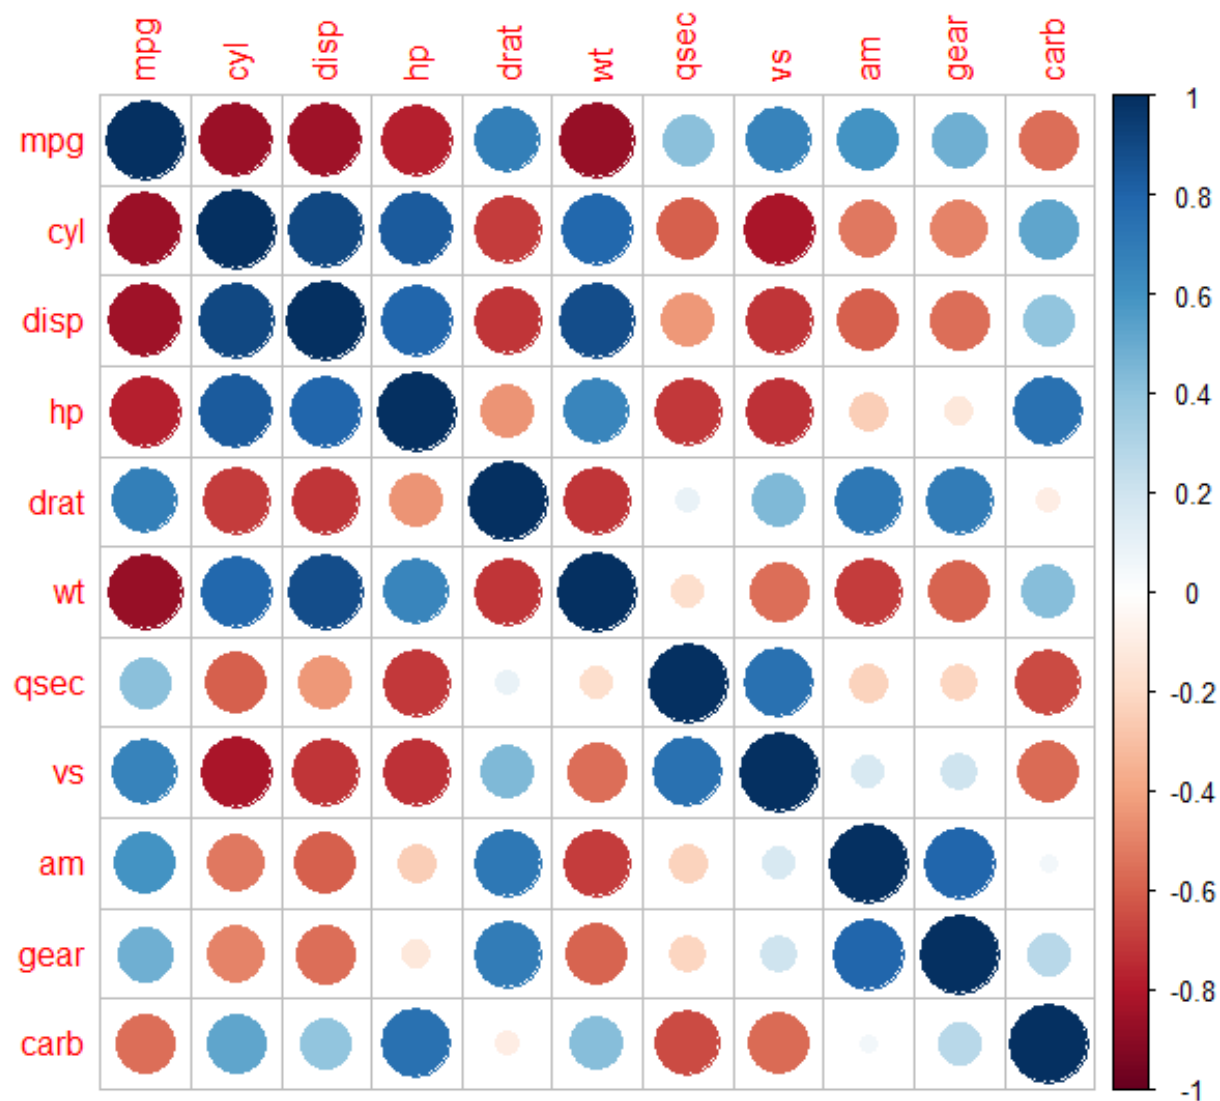 mpg cyl disp hp drat wt qsec vs am gear carb
mpg
cyl
disp
hp
drat
wt
qsec
vs
am
gear
carb
1
0.8
0.6
0.4
0.2
0
-0.2
-0.4
-0.6
-0.8
-1